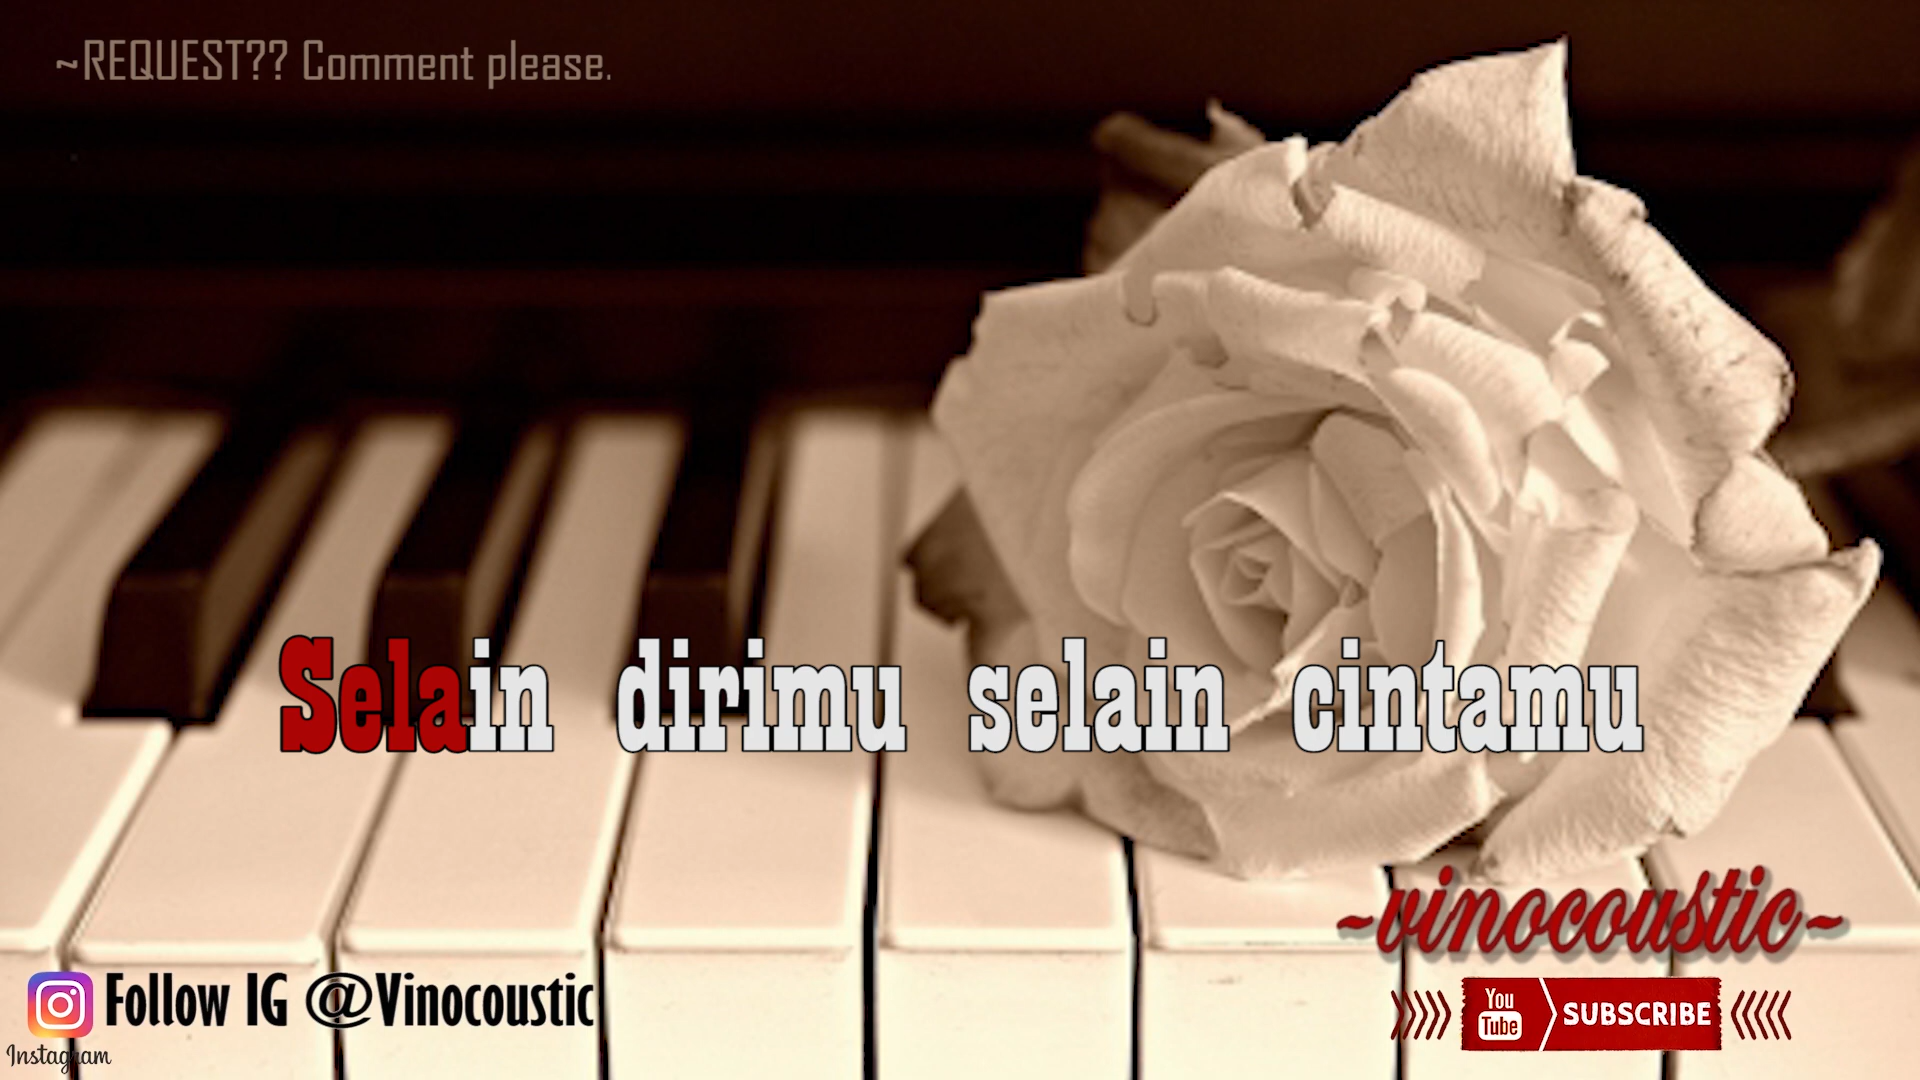 ~REQUEST?? Comment please.
Selain dirimu selain cintamu
~vinocoustic~
Follow IG @Vinocoustic
You
Tube
SUBSCRIBE
Instagram